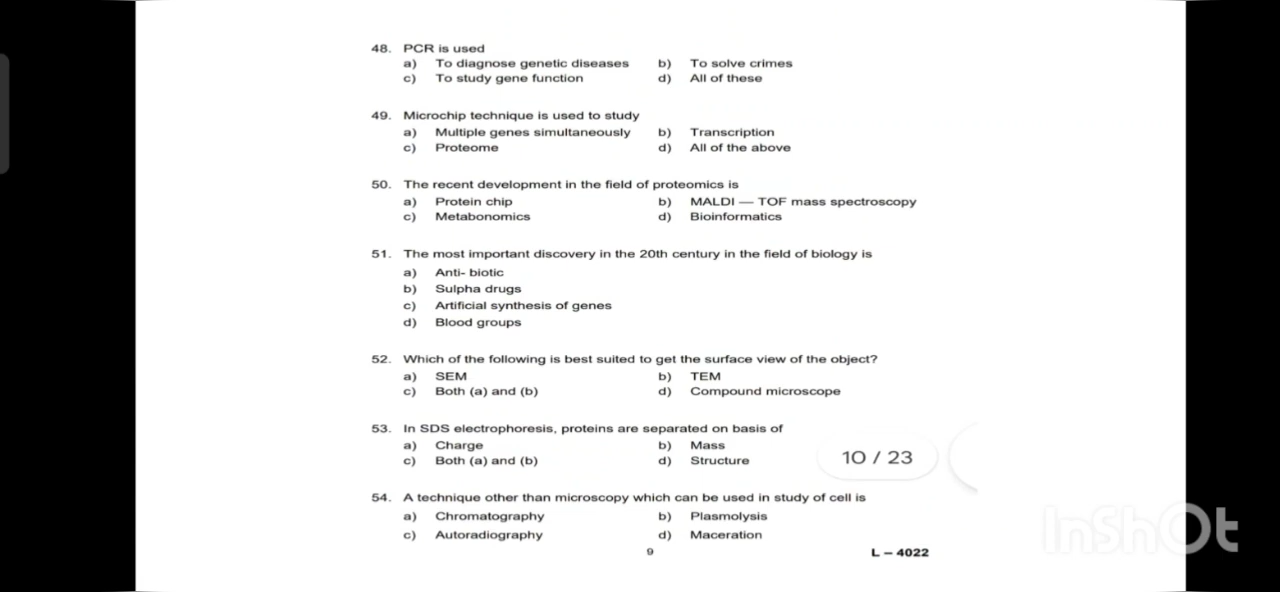 48. PCR is used
a) To diagnose genetic diseases b) To solve crimes
c) To study gene function d) All of these
49. Microchip technique is used to study
a) Multiple genes simultaneously b) Transcription
c) Proteome d) All of the above
50. The recent development in the field of proteomics is
a) Protein chip b) MALDI — TOF mass spectroscopy
c) Metabonomics d) Bioinformatics
51. The most important discovery in the 20th century in the field of biology is
a) Anti- biotic
b) Sulpha drugs
c) Artificial synthesis of genes
d) Blood groups
52. Which of the following is best suited to get the surface view of the object?
a) SEM b) TEM
c) Both (a) and (b) d) Compound microscope
53. In SDS electrophoresis, proteins are separated on basis of
a) Charge b) Mass
c) Both (a) and (b) d) Structure
10 / 23
54. A technique other than microscopy which can be used in study of cell is
a) Chromatography b) Plasmolysis
c) Autoradiography d) Maceration
9 L – 4022
InShOt